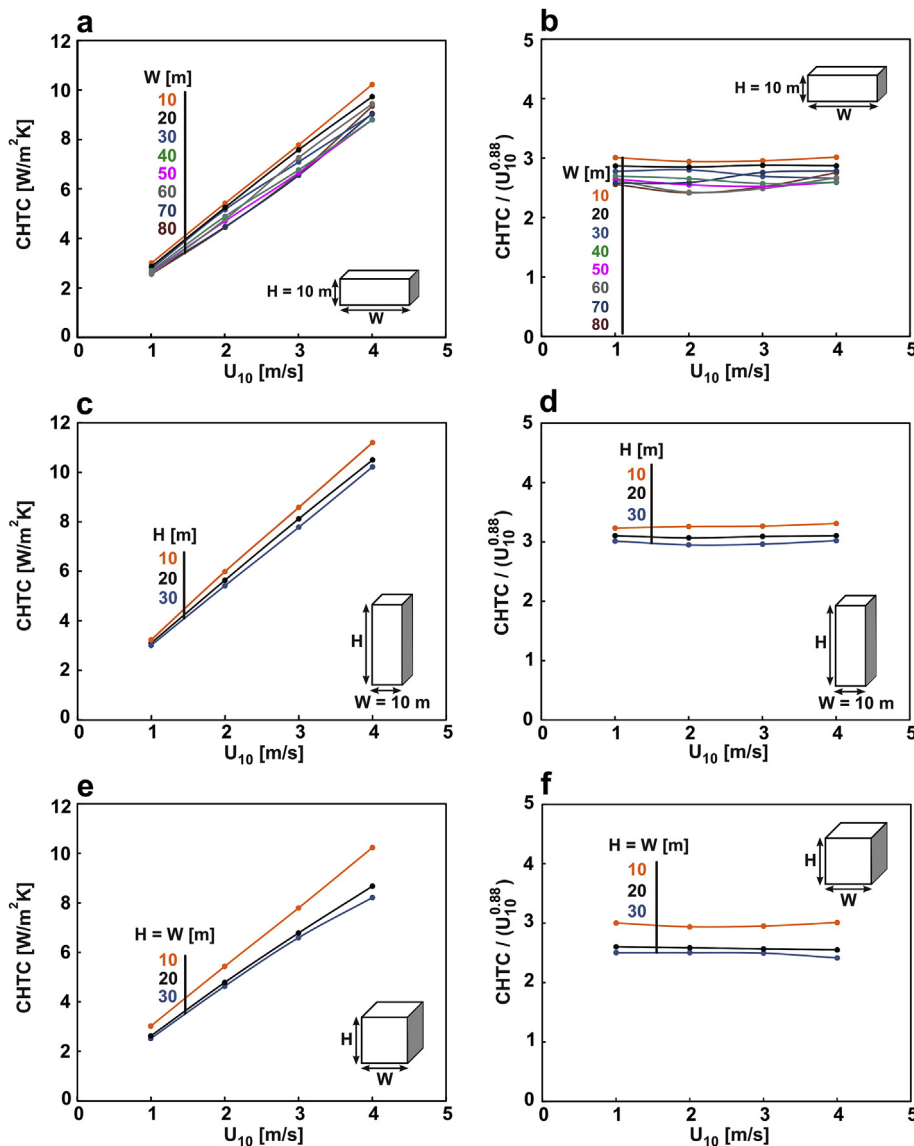 a
CHTC [W/m²K]
12
10
8
6
4
2
0
W [m]
10
20
30
40
50
60
70
80
H = 10 m
W
0 1 2 3 4 5
U₁₀ [m/s]
b
CHTC / (U₁₀^0.88)
5
4
3
2
1
0
H = 10 m
W
W [m]
10
20
30
40
50
60
70
80
0 1 2 3 4 5
U₁₀ [m/s]
c
CHTC [W/m²K]
12
10
8
6
4
2
0
H [m]
10
20
30
H
W = 10 m
0 1 2 3 4 5
U₁₀ [m/s]
d
CHTC / (U₁₀^0.88)
5
4
3
2
1
0
H [m]
10
20
30
H
W = 10 m
0 1 2 3 4 5
U₁₀ [m/s]
e
CHTC [W/m²K]
12
10
8
6
4
2
0
H = W [m]
10
20
30
H
W
0 1 2 3 4 5
U₁₀ [m/s]
f
CHTC / (U₁₀^0.88)
5
4
3
2
1
0
H = W [m]
10
20
30
H
W
0 1 2 3 4 5
U₁₀ [m/s]